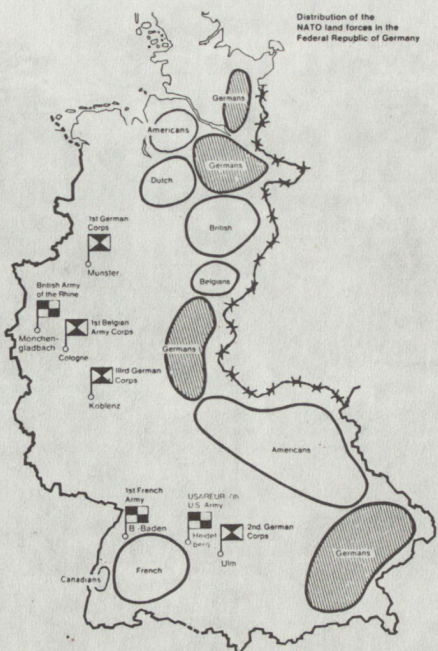 Distribution of the
NATO land forces in the
Federal Republic of Germany
Germans
Americans
Germans
Dutch
1st German
Corps
British
Munster
British Army
of the Rhine
Belgians
1st Belgian
Army Corps
Monchen-
gladbach
Cologne
Germans
IIIrd German
Corps
Koblenz
Americans
1st French
Army
USAREUR-7th
U.S. Army
2nd German
Corps
B.-Baden
Heidel
berg
Ulm
Germans
Canadians
French